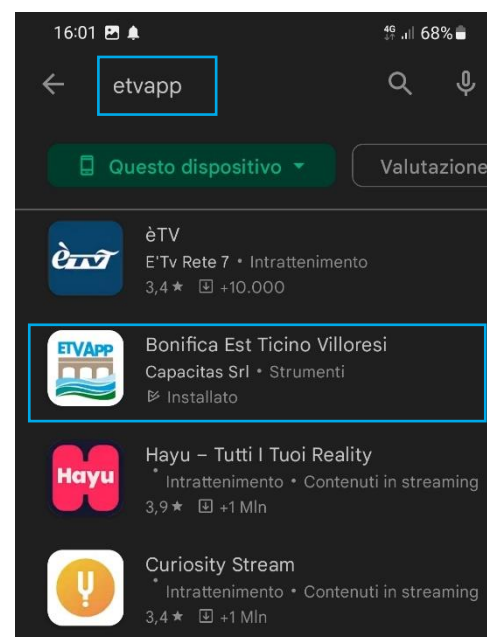 16:01 4G 68%
etvapp
Questo dispositivo Valutazione
èTV
èTV
E'Tv Rete 7 • Intrattenimento
3,4★ +10.000
ETVAPP
Bonifica Est Ticino Villoresi
Capacitas Srl • Strumenti
Installato
Hayu
Hayu – Tutti I Tuoi Reality
• Intrattenimento • Contenuti in streaming
3,9★ +1 Mln
Curiosity Stream
• Intrattenimento • Contenuti in streaming
3,4★ +1 Mln